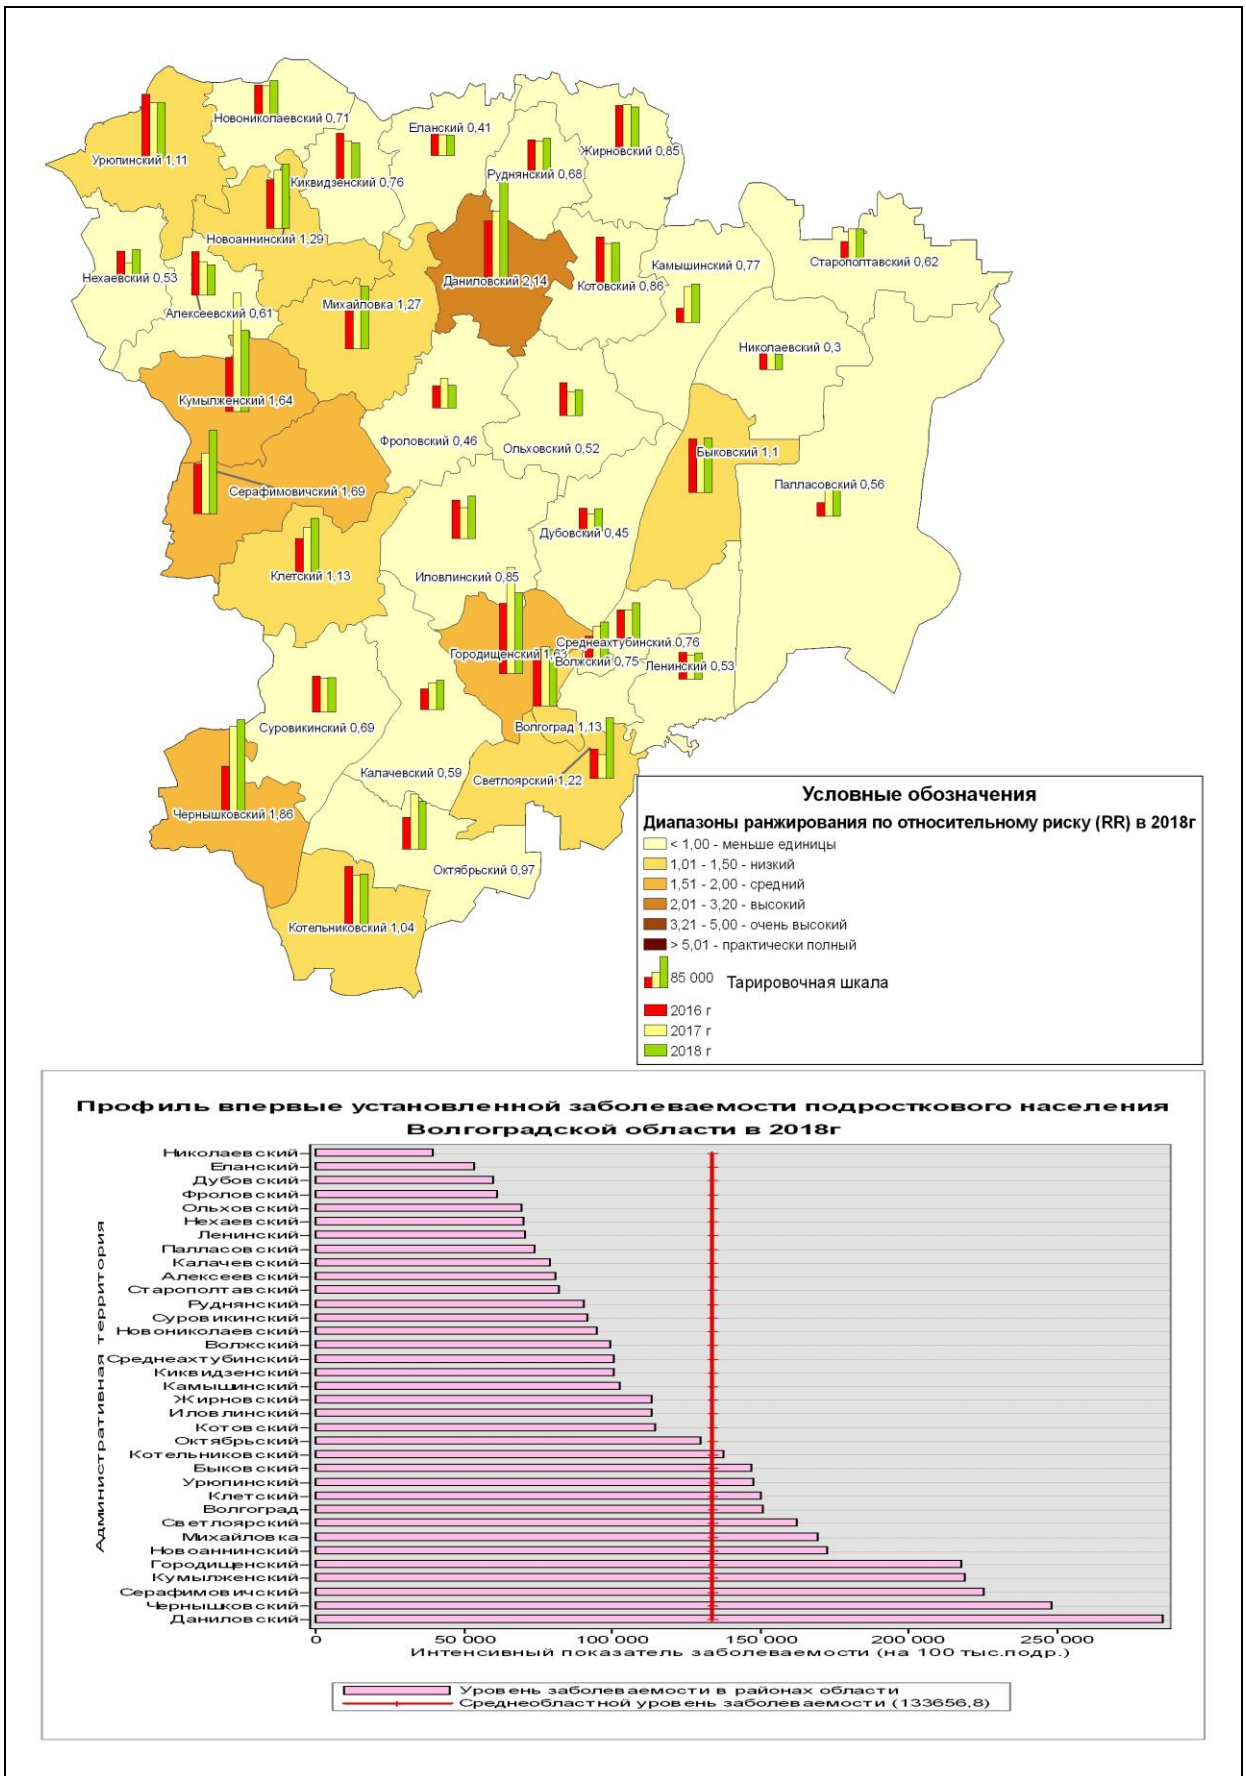 Новониколаевский 0,71
Еланский 0,41
Жирновский 0,85
Урюпинский 1,11
Киквидзенский 0,76
Руднянский 0,68
Новоаннинский 1,29
Нехаевский 0,53
Даниловский 2,14
Котовский 0,86
Камышинский 0,77
Старополтавский 0,62
Алексеевский 0,61
Михайловка 1,27
Николаевский 0,3
Кумылженский 1,64
Фроловский 0,46
Ольховский 0,52
Быковский 1,1
Серафимовичский 1,69
Палласовский 0,56
Дубовский 0,45
Клетский 1,13
Иловлинский 0,85
Среднеахтубинский 0,76
Городищенский 1,63
Волжский 0,75
Ленинский 0,53
Суровикинский 0,69
Волгоград 1,13
Калачевский 0,59
Светлоярский 1,22
Чернышковский 1,86
Октябрьский 0,97
Котельниковский 1,04
Условные обозначения
Диапазоны ранжирования по относительному риску (RR) в 2018г
< 1,00 - меньше единицы
1,01 - 1,50 - низкий
1,51 - 2,00 - средний
2,01 - 3,20 - высокий
3,21 - 5,00 - очень высокий
> 5,01 - практически полный
85 000 Тарировочная шкала
2016 г
2017 г
2018 г
Профиль впервые установленной заболеваемости подросткового населения
Волгоградской области в 2018г
Административная территория
Николаевский
Еланский
Дубовский
Фроловский
Ольховский
Нехаевский
Ленинский
Палласовский
Калачевский
Алексеевский
Старополтавский
Руднянский
Суровикинский
Новониколаевский
Волжский
Среднеахтубинский
Киквидзенский
Камышинский
Жирновский
Иловлинский
Котовский
Октябрьский
Котельниковский
Быковский
Урюпинский
Клетский
Волгоград
Светлоярский
Михайловка
Новоаннинский
Городищенский
Кумылженский
Серафимовичский
Чернышковский
Даниловский
0 50 000 100 000 150 000 200 000 250 000
Интенсивный показатель заболеваемости (на 100 тыс.подр.)
Уровень заболеваемости в районах области
Среднеобластной уровень заболеваемости (133656,8)